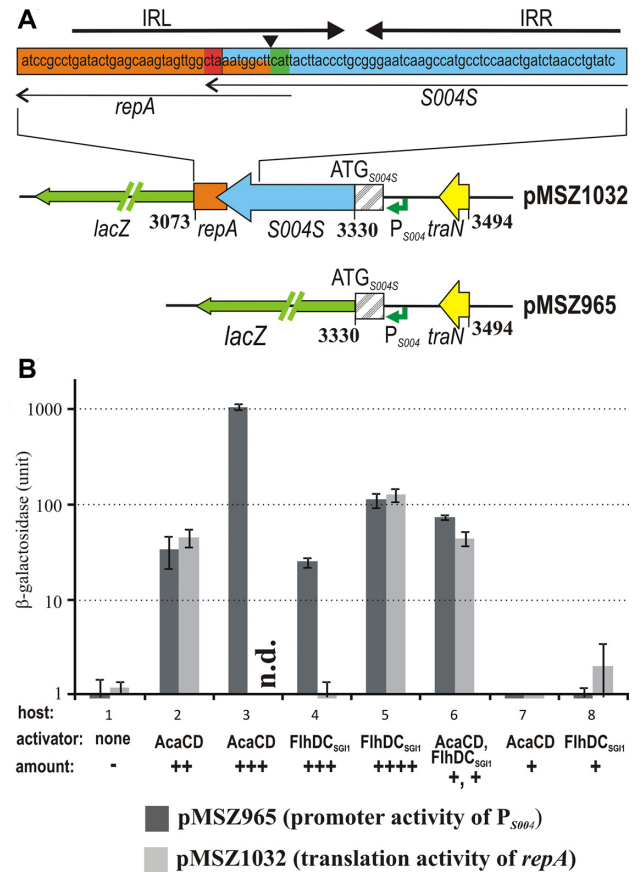 A
IRL IRR
atccgcctgatactgagcaagtagttggctaaatggcttcattacttaccctgcgggaatcaagccatgcctccaactgatctaacctgtatc
repA S004S
ATG S004S
lacZ 3073 repA S004S 3330 P S004 traN 3494 pMSZ1032
ATG S004S
lacZ 3330 P S004 traN 3494 pMSZ965
B
β-galactosidase (unit)
1000
100
10
1
n.d.
host: 1 2 3 4 5 6 7 8
activator: none AcaCD AcaCD FlhDC SGI1 FlhDC SGI1 AcaCD, FlhDC SGI1 AcaCD FlhDC SGI1
amount: - ++ +++ +++ ++++ +, + + +
pMSZ965 (promoter activity of P S004)
pMSZ1032 (translation activity of repA)